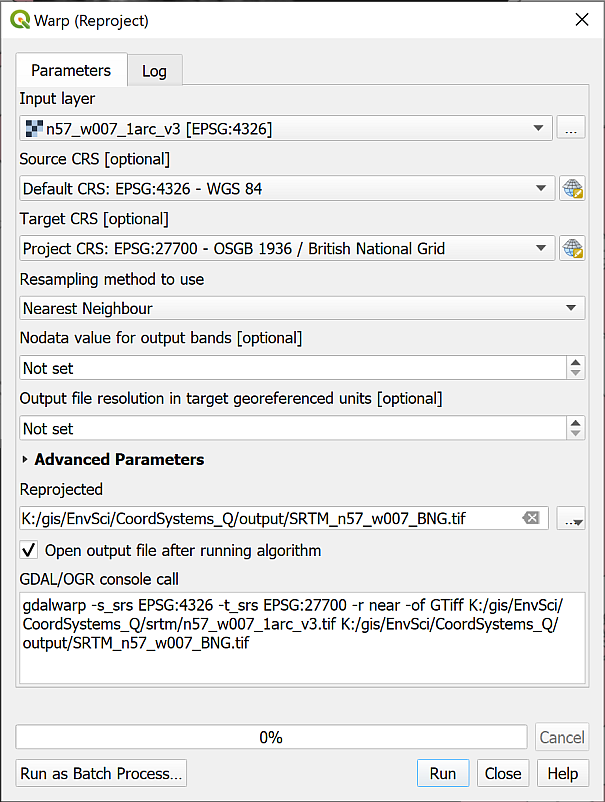 Warp (Reproject)
Parameters
Log
Input layer
n57_w007_1arc_v3 [EPSG:4326]
...
Source CRS [optional]
Default CRS: EPSG:4326 - WGS 84
Target CRS [optional]
Project CRS: EPSG:27700 - OSGB 1936 / British National Grid
Resampling method to use
Nearest Neighbour
Nodata value for output bands [optional]
Not set
Output file resolution in target georeferenced units [optional]
Not set
Advanced Parameters
Reprojected
K:/gis/EnvSci/CoordSystems_Q/output/SRTM_n57_w007_BNG.tif
...
Open output file after running algorithm
GDAL/OGR console call
gdalwarp -s_srs EPSG:4326 -t_srs EPSG:27700 -r near -of GTiff K:/gis/EnvSci/
CoordSystems_Q/srtm/n57_w007_1arc_v3.tif K:/gis/EnvSci/CoordSystems_Q/
output/SRTM_n57_w007_BNG.tif
0%
Cancel
Run as Batch Process...
Run
Close
Help